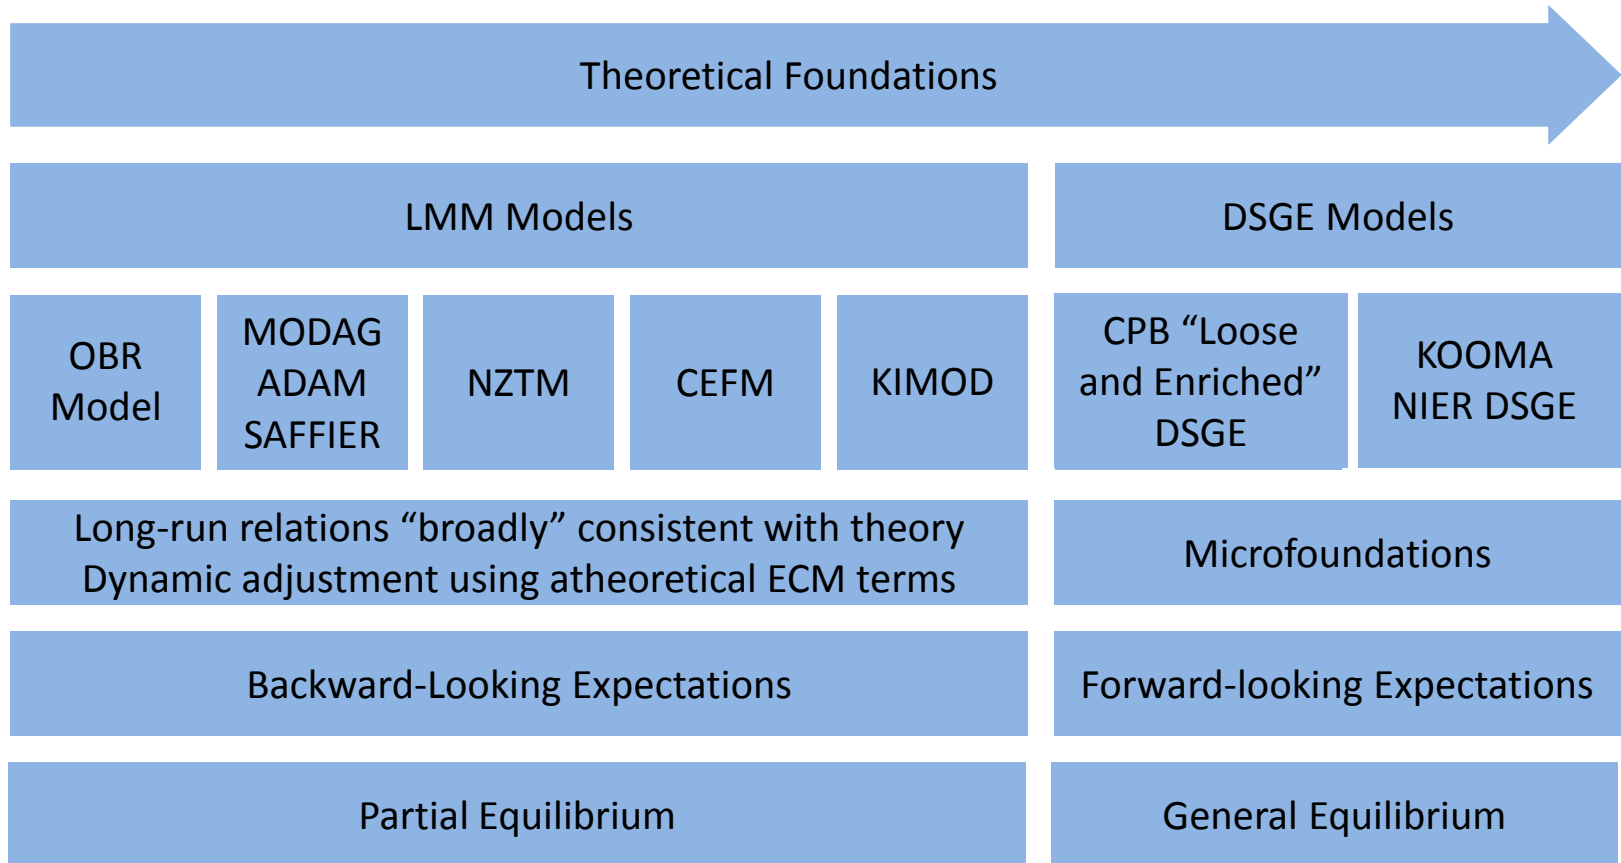 Theoretical Foundations
LMM Models
DSGE Models
OBR
Model
MODAG
ADAM
SAFFIER
NZTM
CEFM
KIMOD
CPB “Loose
and Enriched”
DSGE
KOOMA
NIER DSGE
Long-run relations “broadly” consistent with theory
Dynamic adjustment using atheoretical ECM terms
Microfoundations
Backward-Looking Expectations
Forward-looking Expectations
Partial Equilibrium
General Equilibrium